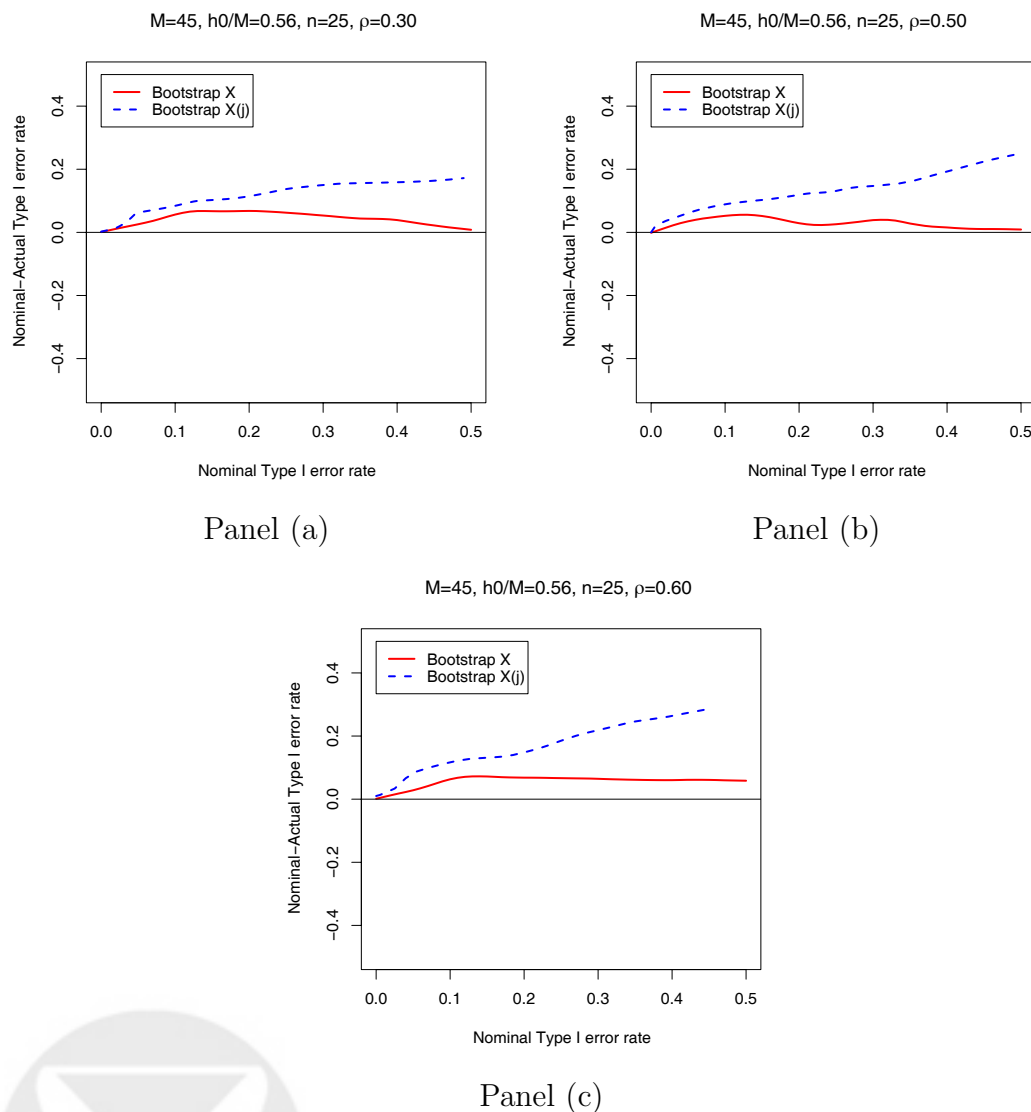 M=45, h0/M=0.56, n=25, ρ=0.30
Nominal−Actual Type I error rate
0.4
0.2
0.0
−0.2
−0.4
Bootstrap X
Bootstrap X(j)
0.0 0.1 0.2 0.3 0.4 0.5
Nominal Type I error rate
Panel (a)
M=45, h0/M=0.56, n=25, ρ=0.50
Nominal−Actual Type I error rate
0.4
0.2
0.0
−0.2
−0.4
Bootstrap X
Bootstrap X(j)
0.0 0.1 0.2 0.3 0.4 0.5
Nominal Type I error rate
Panel (b)
M=45, h0/M=0.56, n=25, ρ=0.60
Nominal−Actual Type I error rate
0.4
0.2
0.0
−0.2
−0.4
Bootstrap X
Bootstrap X(j)
0.0 0.1 0.2 0.3 0.4 0.5
Nominal Type I error rate
Panel (c)